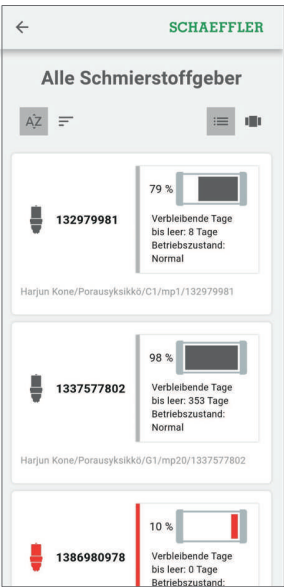 SCHAEFFLER
Alle Schmierstoffgeber
AZ
79 %
132979981
Verbleibende Tage
bis leer: 8 Tage
Betriebszustand:
Normal
Harjun Kone/Porausyksikkö/C1/mp1/132979981
98 %
1337577802
Verbleibende Tage
bis leer: 353 Tage
Betriebszustand:
Normal
Harjun Kone/Porausyksikkö/G1/mp20/1337577802
10 %
1386980978
Verbleibende Tage
bis leer: 0 Tage
Betriebszustand: